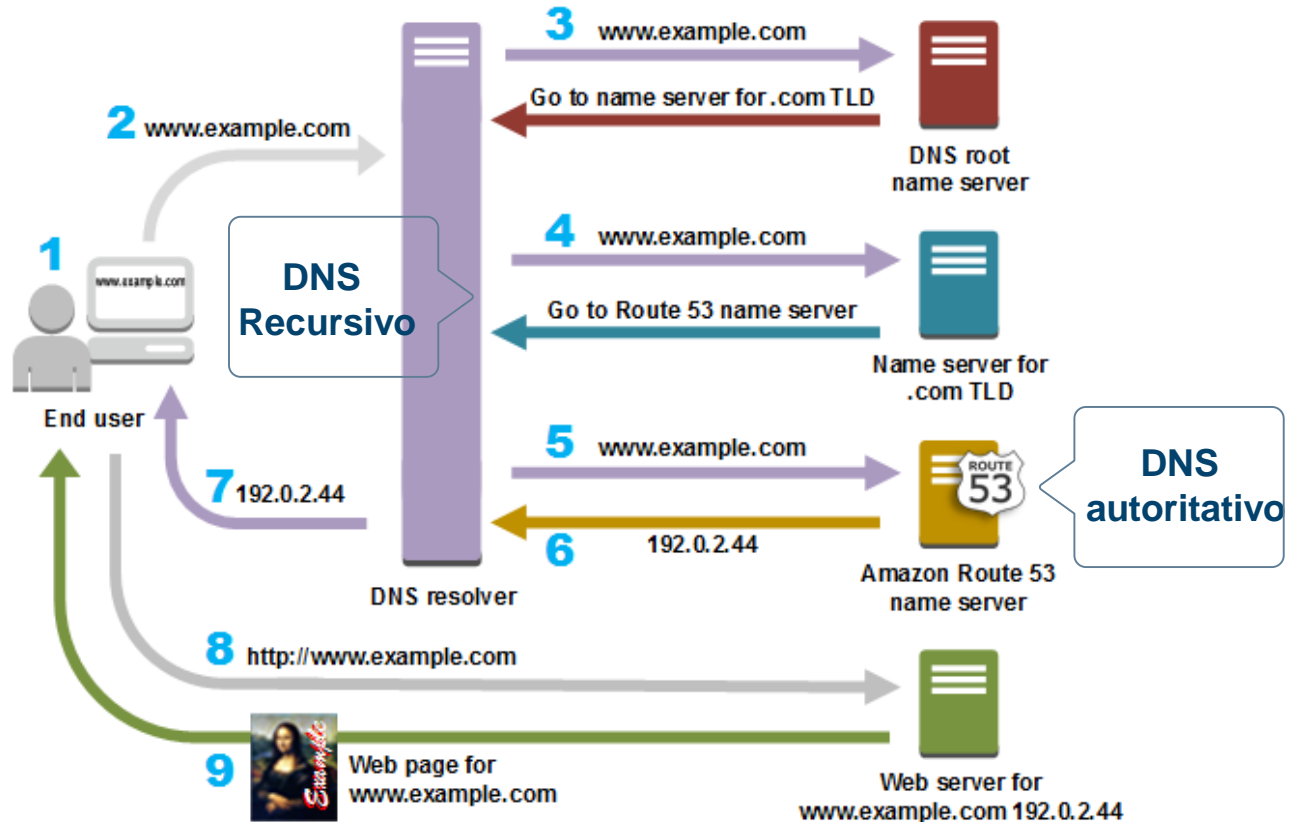 3 www.example.com
Go to name server for .com TLD
DNS root
name server
2 www.example.com
1
www.example.com
DNS
Recursivo
4 www.example.com
Go to Route 53 name server
Name server for
.com TLD
End user
5 www.example.com
ROUTE
53
DNS
autoritativo
7 192.0.2.44
6 192.0.2.44
Amazon Route 53
name server
DNS resolver
8 http://www.example.com
9
Example
Web page for
www.example.com
Web server for
www.example.com 192.0.2.44